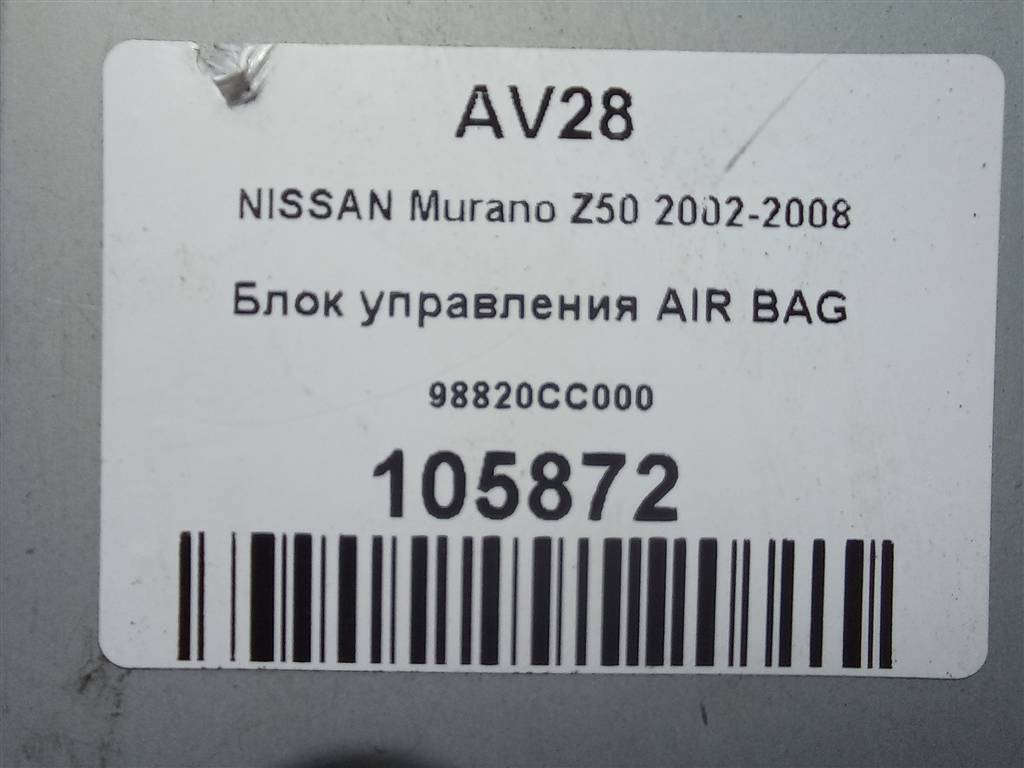 AV28
NISSAN Murano Z50 2002-2008
Блок управления AIR BAG
98820CC000
105872